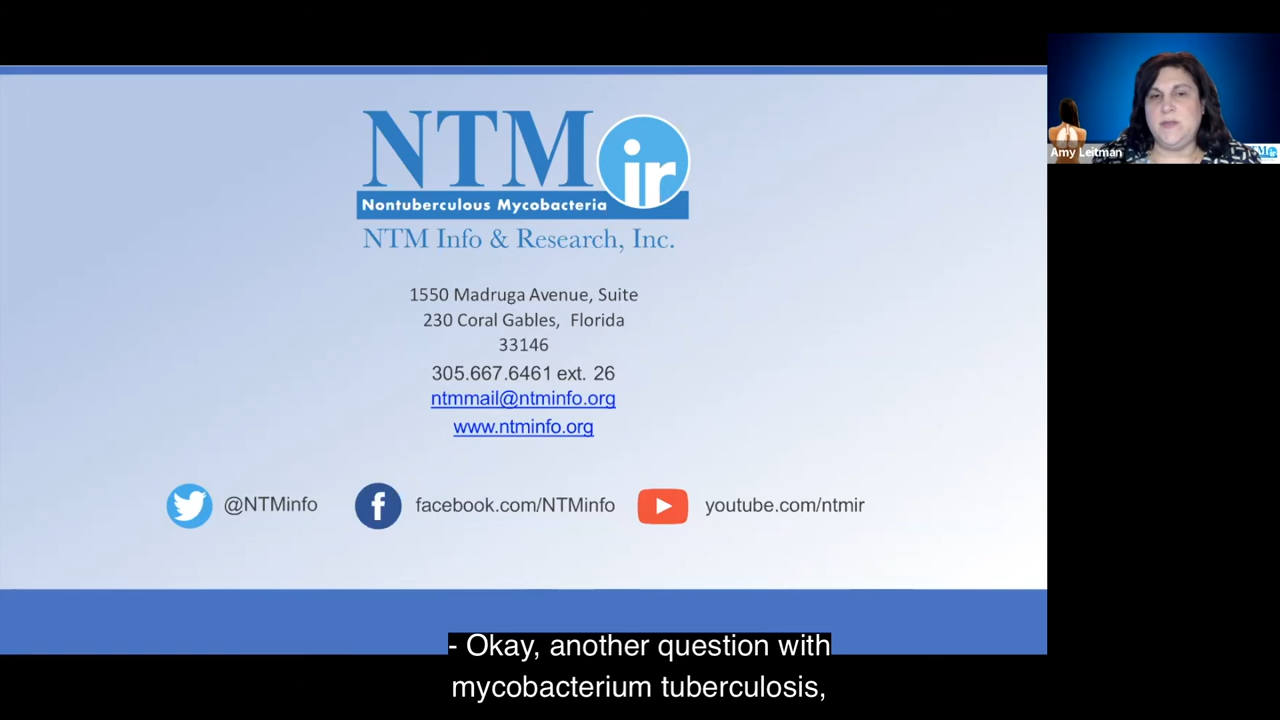 NTM
ir
Nontuberculous Mycobacteria
NTM Info & Research, Inc.
1550 Madruga Avenue, Suite
230 Coral Gables, Florida
33146
305.667.6461 ext. 26
ntmmail@ntminfo.org
www.ntminfo.org
@NTMinfo
facebook.com/NTMinfo
youtube.com/ntmir
Amy Leitman
- Okay, another question with
mycobacterium tuberculosis,